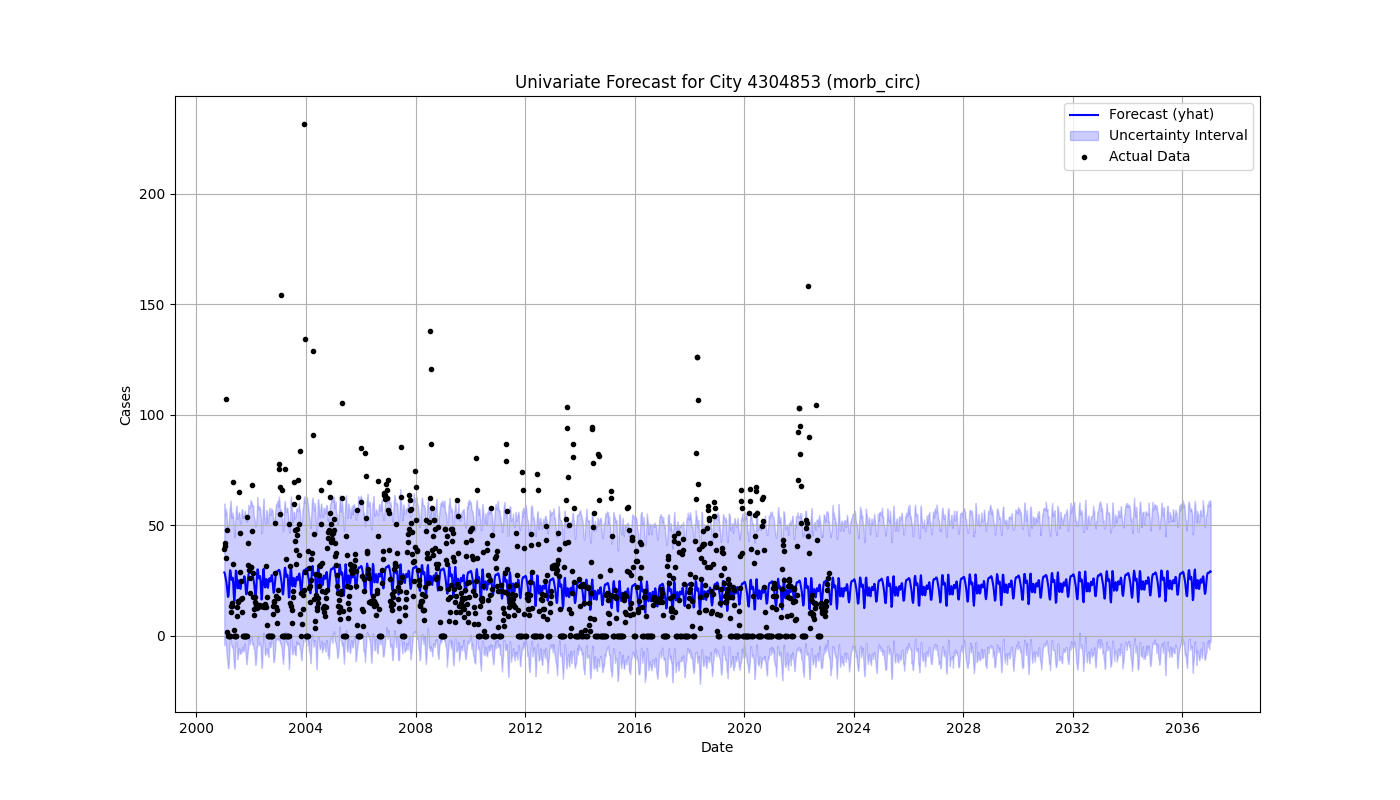 Univariate Forecast for City 4304853 (morb_circ)
Forecast (yhat)
Uncertainty Interval
Actual Data
Cases
200
150
100
50
0
2000 2004 2008 2012 2016 2020 2024 2028 2032 2036
Date